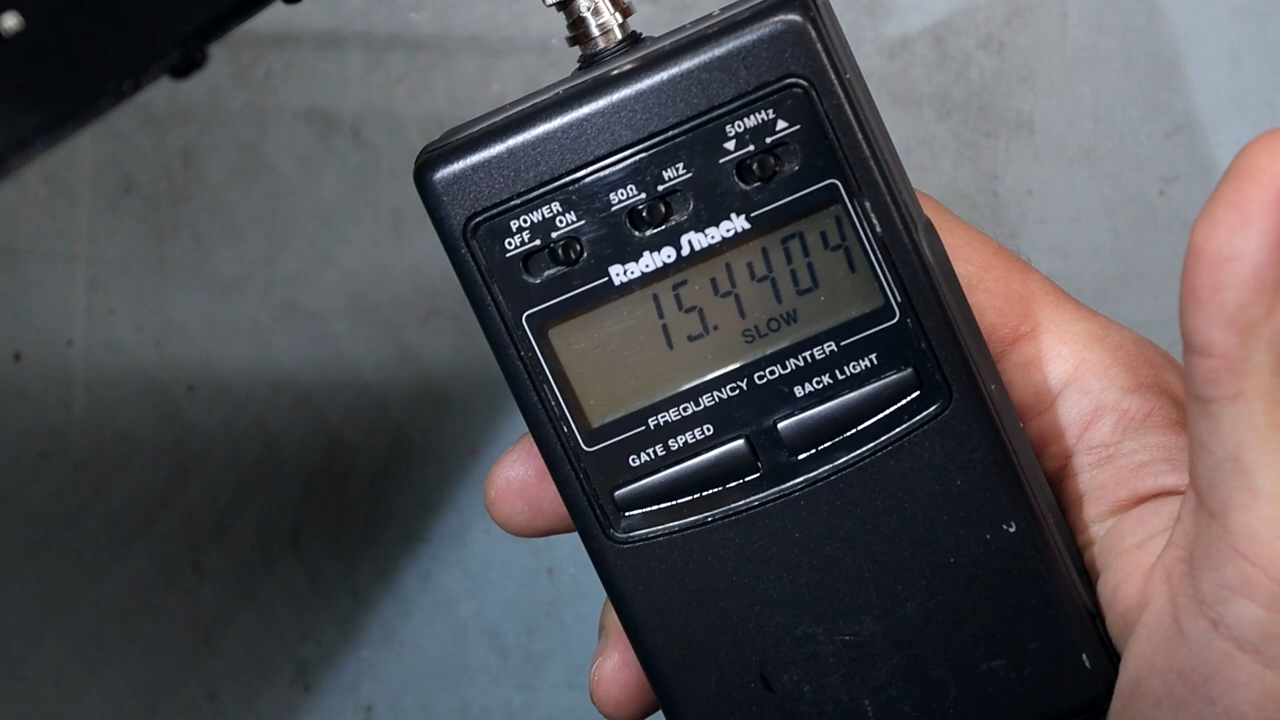 50MHz
▼ ▲
50Ω HIZ
POWER
OFF ON
Radio Shack
15.4404
SLOW
FREQUENCY COUNTER
GATE SPEED BACK LIGHT